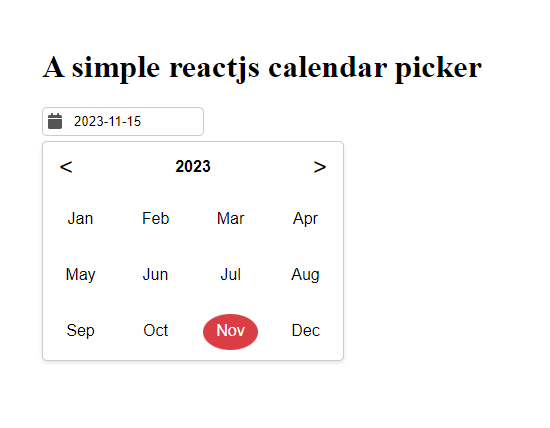 A simple reactjs calendar picker
2023-11-15
< 2023 >
Jan Feb Mar Apr
May Jun Jul Aug
Sep Oct Nov Dec